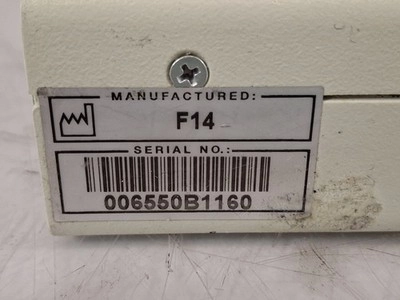 MANUFACTURED:
F14
SERIAL NO.:
006550B1160